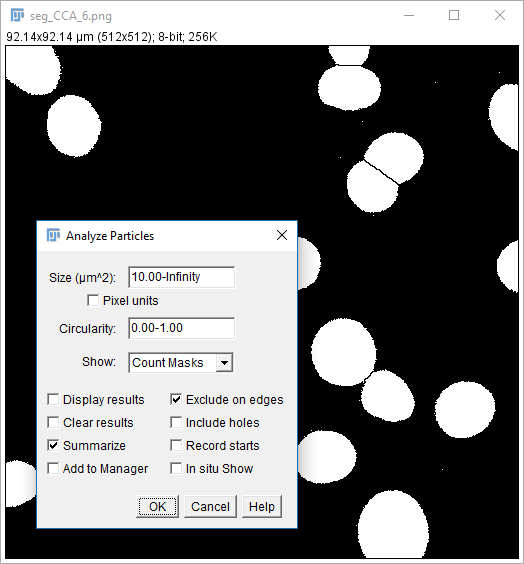 seg_CCA_6.png
92.14x92.14 µm (512x512); 8-bit; 256K
Analyze Particles
Size (µm^2): 10.00-Infinity
Pixel units
Circularity: 0.00-1.00
Show: Count Masks
Display results Exclude on edges
Clear results Include holes
Summarize Record starts
Add to Manager In situ Show
OK Cancel Help